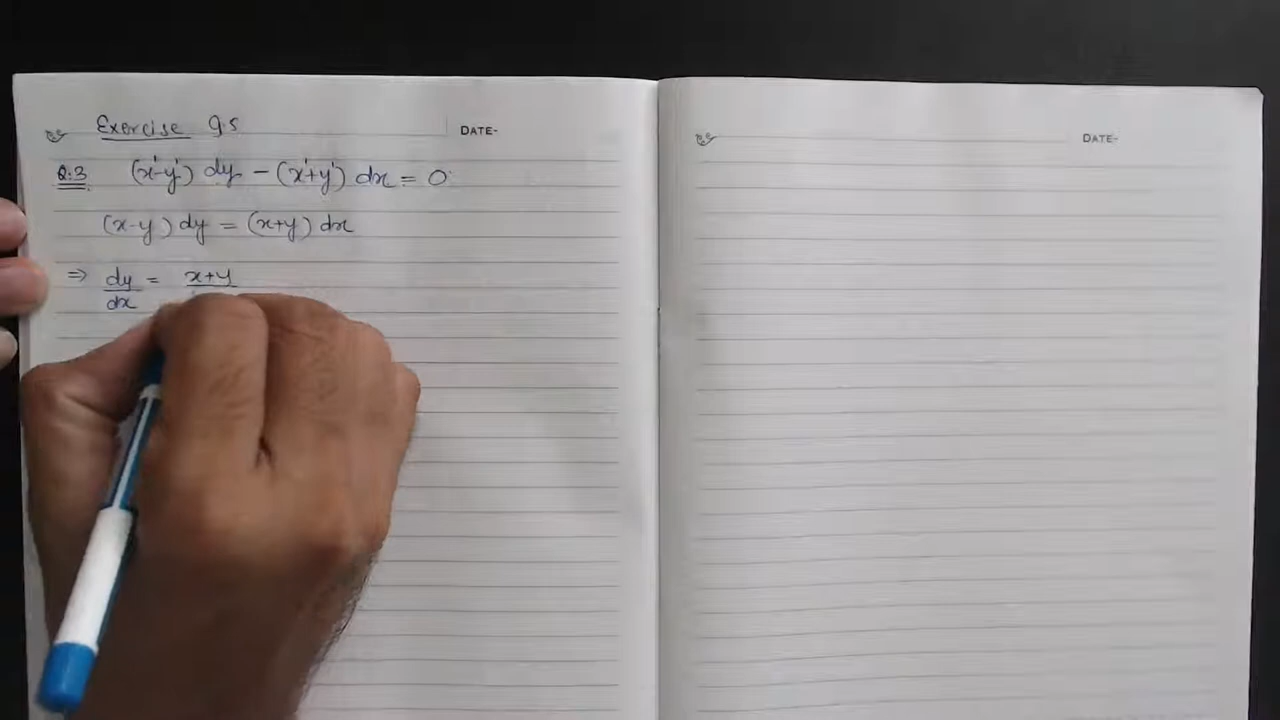 Exercise 9.5
DATE-
Q.3 (x'-y') dy - (x'+y') dx = 0
(x-y) dy = (x+y) dx
⇒ dy/dx = x+y
DATE-